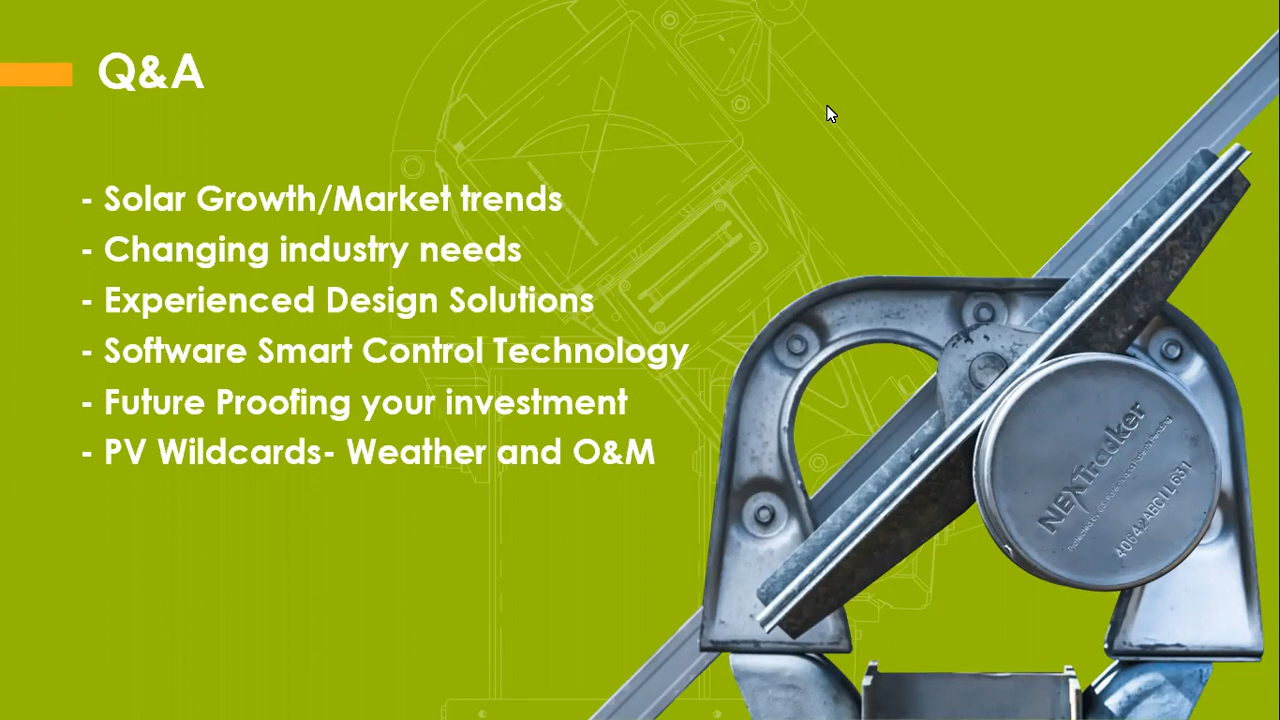 Q&A
- Solar Growth/Market trends
- Changing industry needs
- Experienced Design Solutions
- Software Smart Control Technology
- Future Proofing your investment
- PV Wildcards- Weather and O&M
NEXTracker